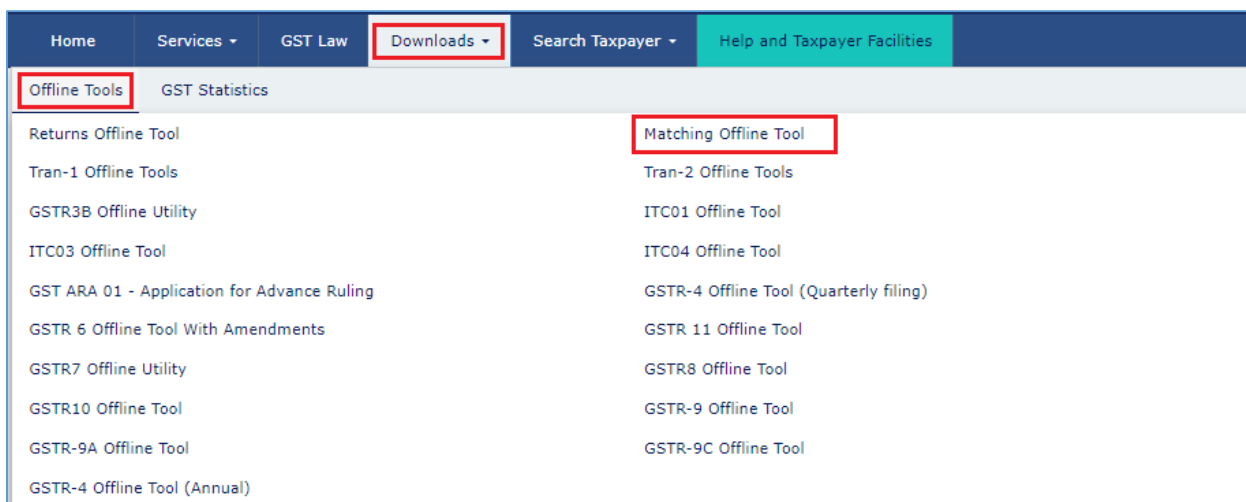 Home Services GST Law Downloads Search Taxpayer Help and Taxpayer Facilities
Offline Tools GST Statistics
Returns Offline Tool Matching Offline Tool
Tran-1 Offline Tools Tran-2 Offline Tools
GSTR3B Offline Utility ITC01 Offline Tool
ITC03 Offline Tool ITC04 Offline Tool
GST ARA 01 - Application for Advance Ruling GSTR-4 Offline Tool (Quarterly filing)
GSTR 6 Offline Tool With Amendments GSTR 11 Offline Tool
GSTR7 Offline Utility GSTR8 Offline Tool
GSTR10 Offline Tool GSTR-9 Offline Tool
GSTR-9A Offline Tool GSTR-9C Offline Tool
GSTR-4 Offline Tool (Annual)